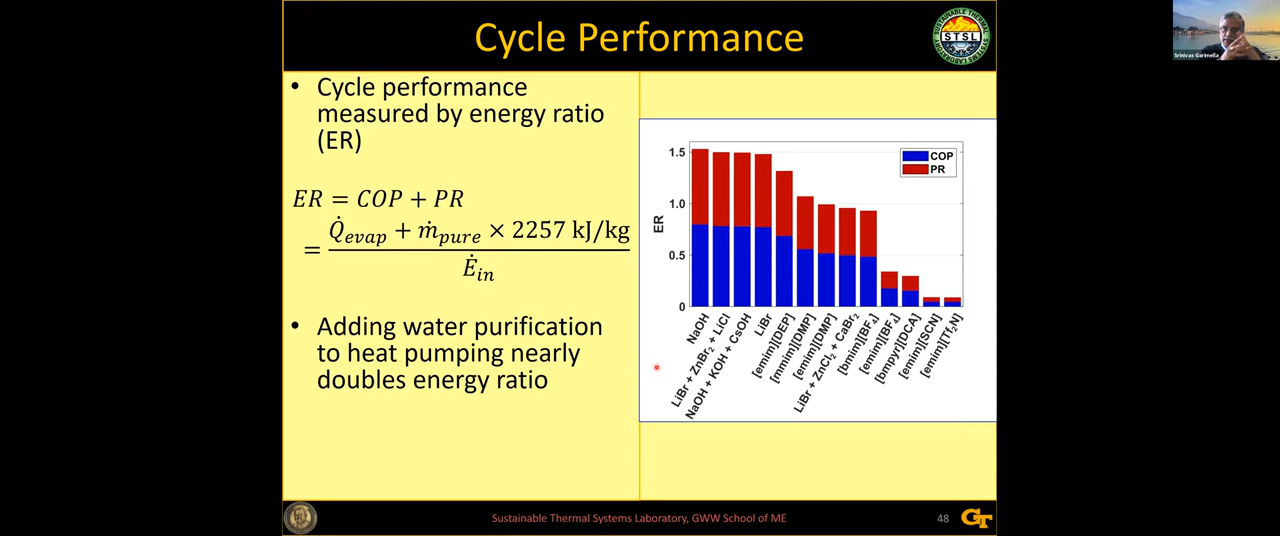 Cycle Performance
STSL
Srinivas Garimella
• Cycle performance
measured by energy ratio
(ER)
ER = COP + PR
= (Q̇evap + ṁpure × 2257 kJ/kg) / Ėin
• Adding water purification
to heat pumping nearly
doubles energy ratio
COP
PR
1.5
1.0
0.5
0
ER
NaOH
LiBr + ZnBr₂ + LiCl
NaOH + KOH + CsOH
LiBr
[emim][DEP]
[mmim][DMP]
[emim][DMP]
LiBr + ZnCl₂ + CaBr₂
[bmim][BF₄]
[emim][BF₄]
[bmpyr][DCA]
[emim][SCN]
[emim][Tf₂N]
Sustainable Thermal Systems Laboratory, GWW School of ME
48
GT